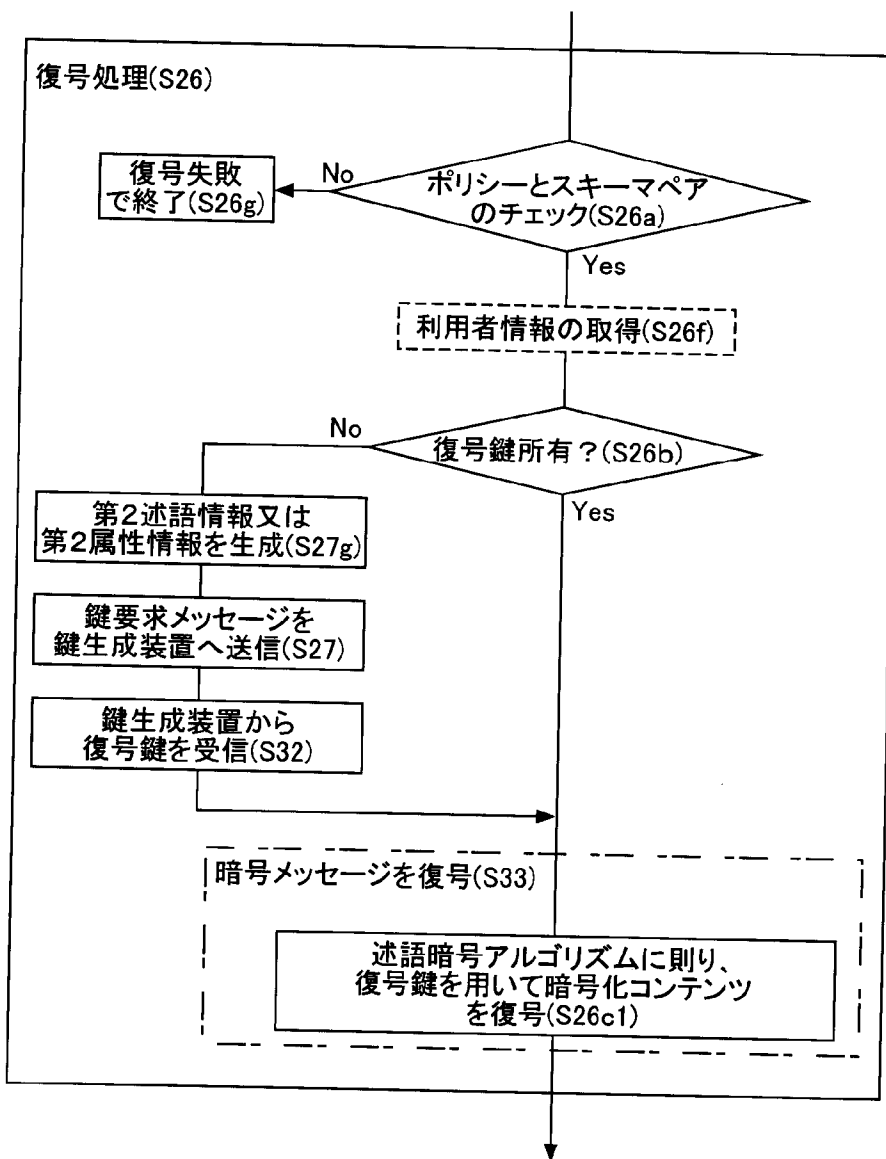 復号処理(S26)
No
復号失敗
で終了(S26g)
ポリシーとスキーマペア
のチェック(S26a)
Yes
利用者情報の取得(S26f)
No
復号鍵所有?(S26b)
Yes
第2述語情報又は
第2属性情報を生成(S27g)
鍵要求メッセージを
鍵生成装置へ送信(S27)
鍵生成装置から
復号鍵を受信(S32)
暗号メッセージを復号(S33)
述語暗号アルゴリズムに則り、
復号鍵を用いて暗号化コンテンツ
を復号(S26c1)